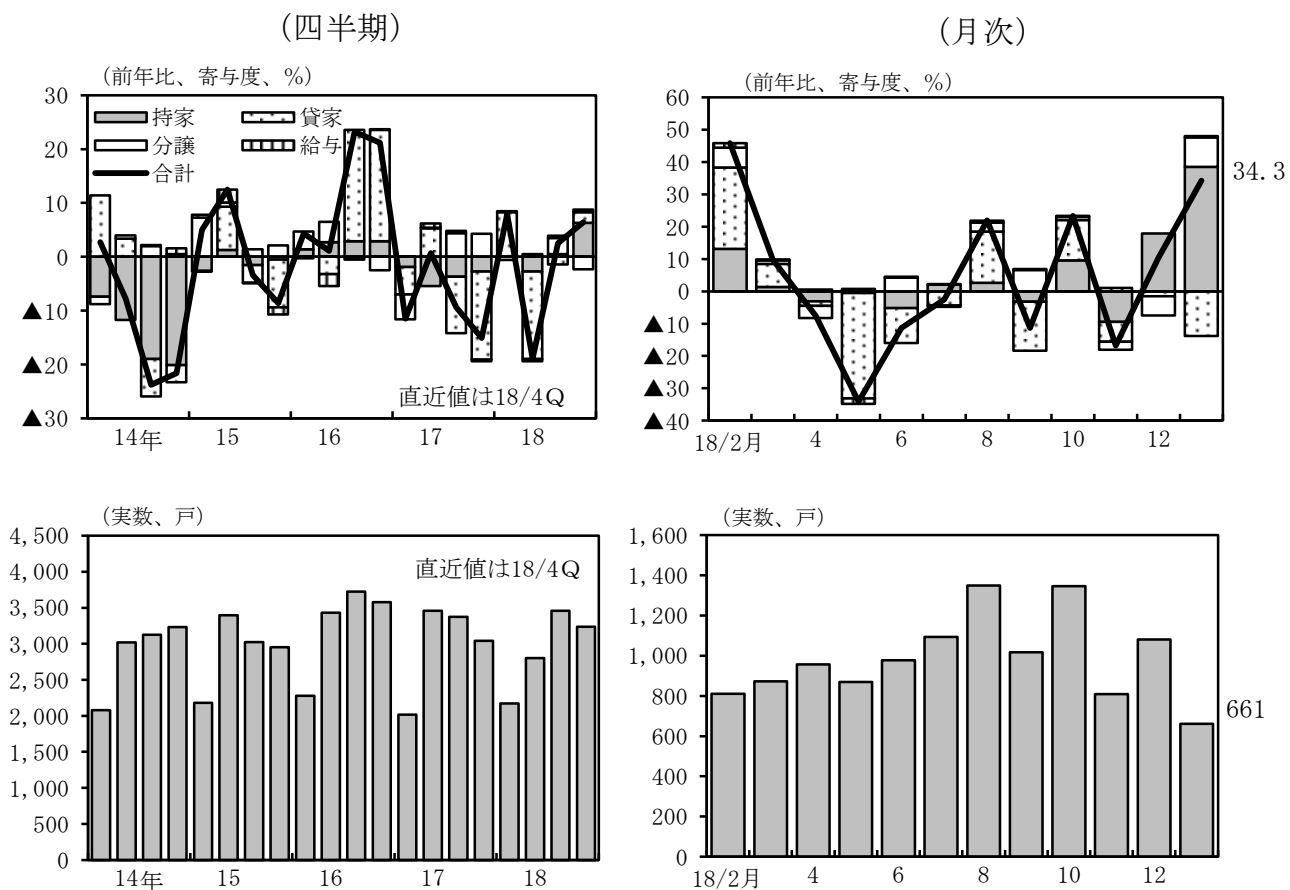 (四半期)
(前年比、寄与度、%)
30
20
10
0
▲ 10
▲ 20
▲ 30
持家
貸家
分譲
給与
合計
直近値は18/4Q
14年 15 16 17 18
(月次)
(前年比、寄与度、%)
60
50
40
30
20
10
0
▲ 10
▲ 20
▲ 30
▲ 40
34.3
18/2月 4 6 8 10 12
(実数、戸)
4,500
4,000
3,500
3,000
2,500
2,000
1,500
1,000
500
0
直近値は18/4Q
14年 15 16 17 18
(実数、戸)
1,600
1,400
1,200
1,000
800
600
400
200
0
661
18/2月 4 6 8 10 12